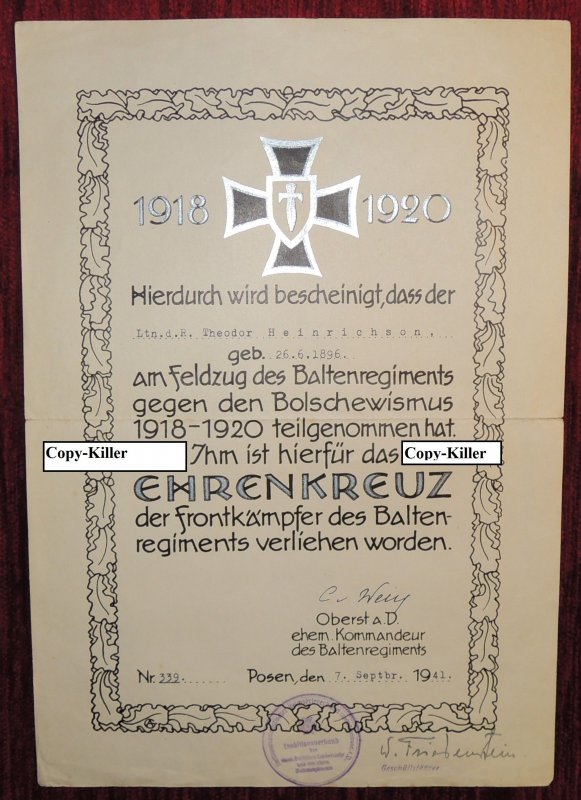 1918 1920
Hierdurch wird bescheinigt, dass der
Ltn.d.R. Theodor Heinrichson,
geb. 26.6.1896.
am Feldzug des Baltenregiments
gegen den Bolschewismus
1918-1920 teilgenommen hat.
Copy-Killer Ihm ist hierfür das Copy-Killer
EHRENKREUZ
der Frontkämpfer des Balten-
regiments verliehen worden.
Oberst a.D.
ehem. Kommandeur
des Baltenregiments
Nr. 339. Posen, den 7. Septbr. 1941.
Traditionsverband
Geschäftsführer